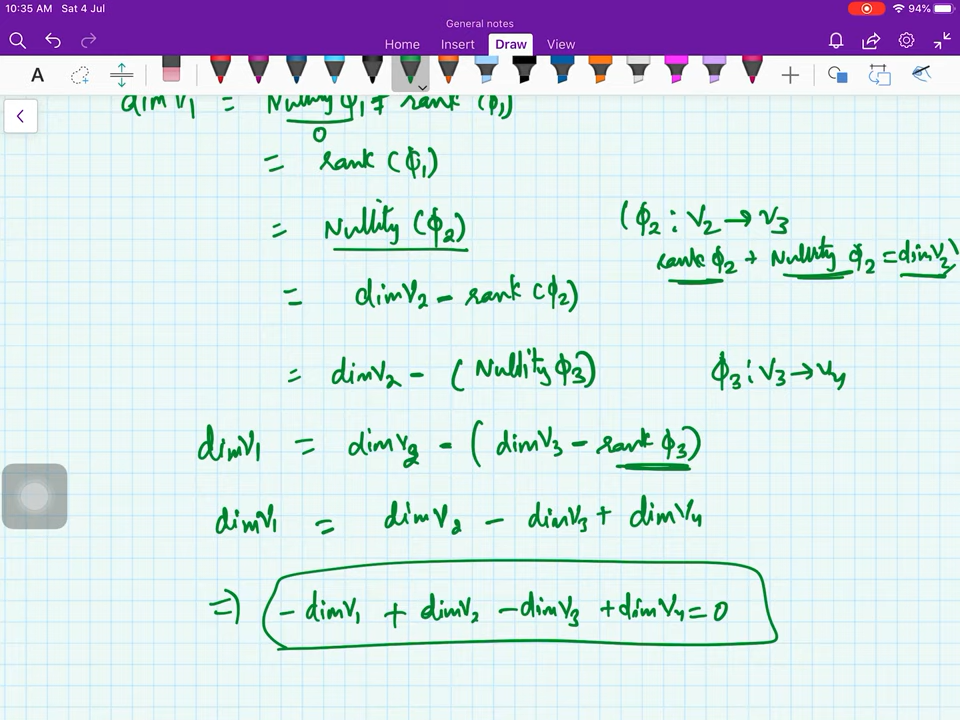 10:35 AM Sat 4 Jul
94%
General notes
Home Insert Draw View
A
dim V₁ = Nullity ϕ₁ + rank (ϕ₁)
0
= rank (ϕ₁)
= Nullity (ϕ₂) (ϕ₂ : V₂ → V₃
rank ϕ₂ + Nullity ϕ₂ = dim V₂)
= dim V₂ - rank (ϕ₂)
= dim V₂ - (Nullity ϕ₃) ϕ₃ : V₃ → V₄
dim V₁ = dim V₂ - (dim V₃ - rank ϕ₃)
dim V₁ = dim V₂ - dim V₃ + dim V₄
⇒ - dim V₁ + dim V₂ - dim V₃ + dim V₄ = 0